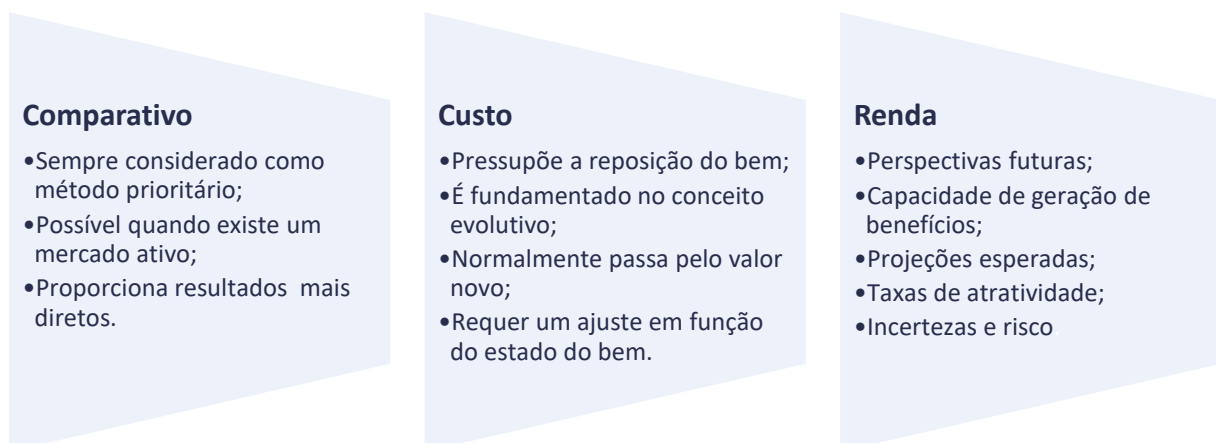 Comparativo
•Sempre considerado como
método prioritário;
•Possível quando existe um
mercado ativo;
•Proporciona resultados mais
diretos.
Custo
•Pressupõe a reposição do bem;
•É fundamentado no conceito
evolutivo;
•Normalmente passa pelo valor
novo;
•Requer um ajuste em função
do estado do bem.
Renda
•Perspectivas futuras;
•Capacidade de geração de
benefícios;
•Projeções esperadas;
•Taxas de atratividade;
•Incertezas e risco